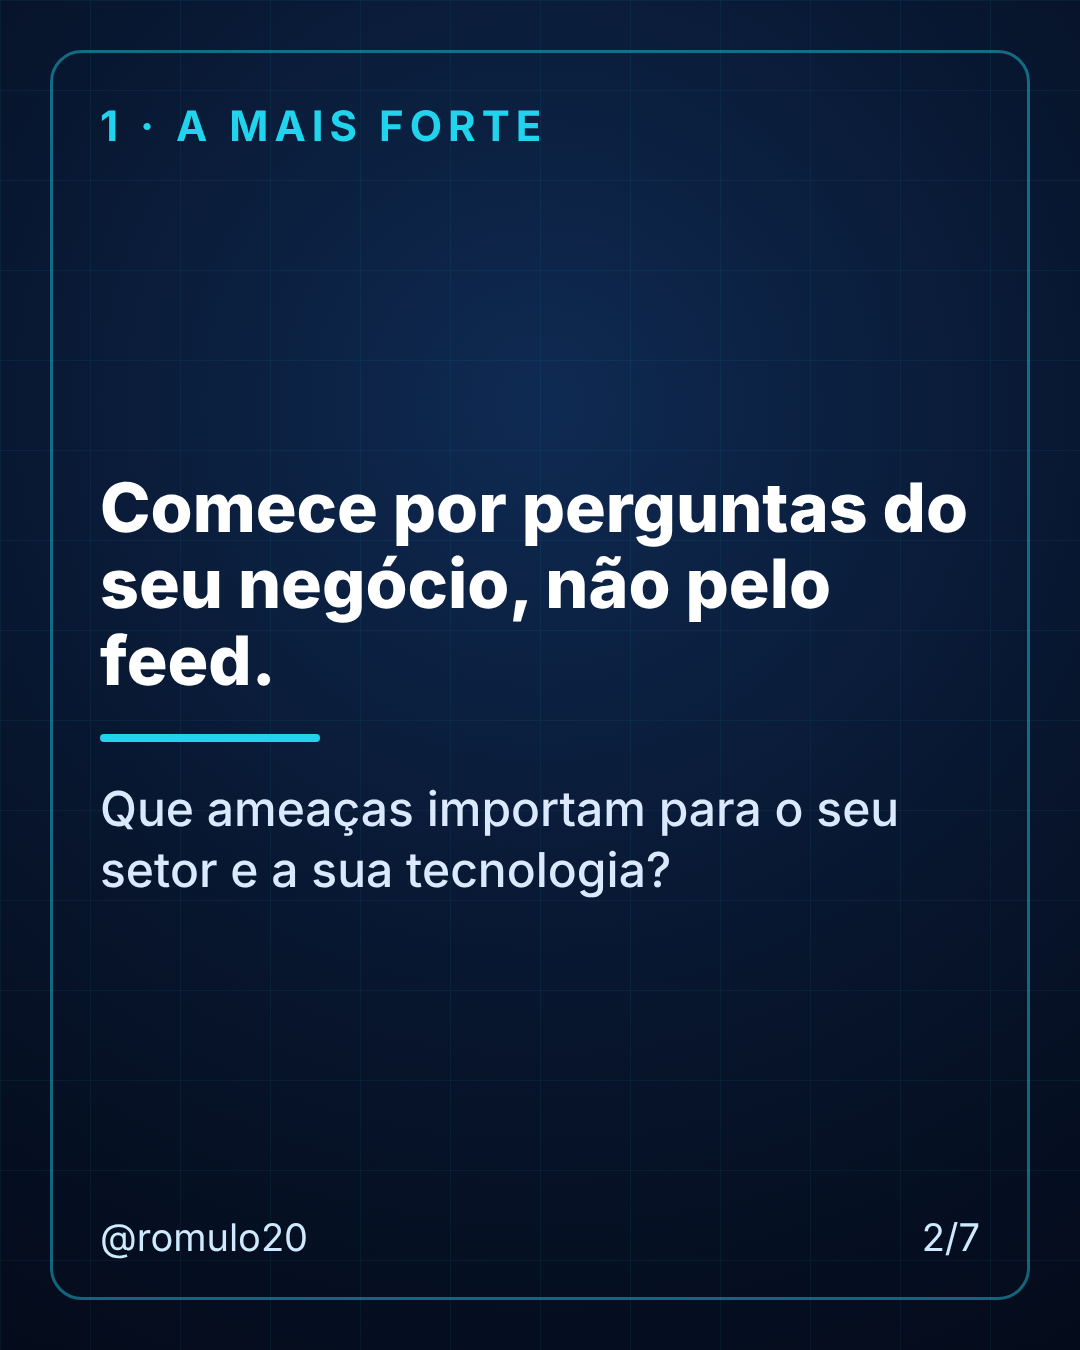 1 · A MAIS FORTE
Comece por perguntas do
seu negócio, não pelo
feed.
Que ameaças importam para o seu
setor e a sua tecnologia?
@romulo20
2/7